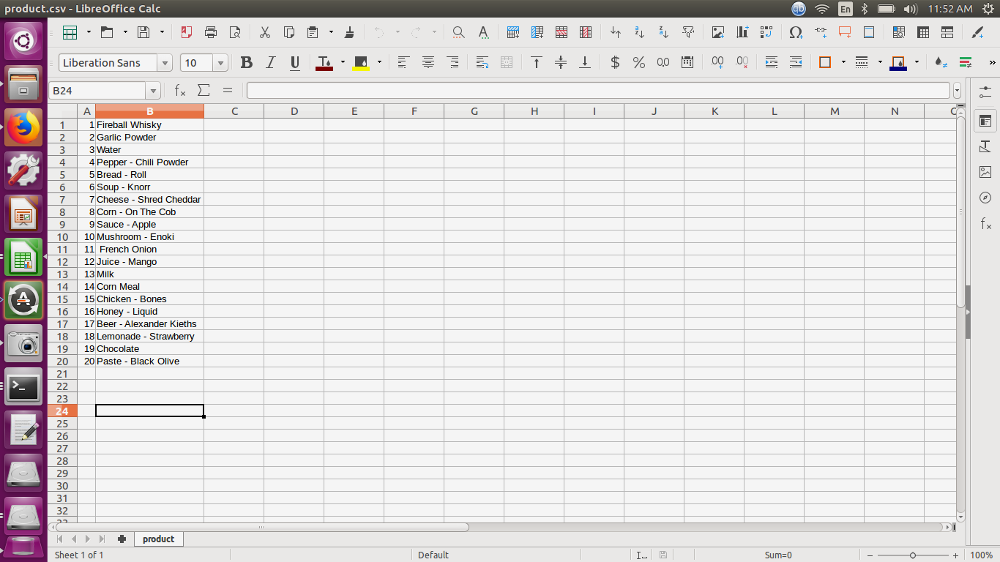 product.csv - LibreOffice Calc
En
11:52 AM
Liberation Sans
10
B24
A B C D E F G H I J K L M N
1 1 Fireball Whisky
2 2 Garlic Powder
3 3 Water
4 4 Pepper - Chili Powder
5 5 Bread - Roll
6 6 Soup - Knorr
7 7 Cheese - Shred Cheddar
8 8 Corn - On The Cob
9 9 Sauce - Apple
10 10 Mushroom - Enoki
11 11 French Onion
12 12 Juice - Mango
13 13 Milk
14 14 Corn Meal
15 15 Chicken - Bones
16 16 Honey - Liquid
17 17 Beer - Alexander Kieths
18 18 Lemonade - Strawberry
19 19 Chocolate
20 20 Paste - Black Olive
21
22
23
24
25
26
27
28
29
30
31
32
product
Sheet 1 of 1
Default
Sum=0
100%